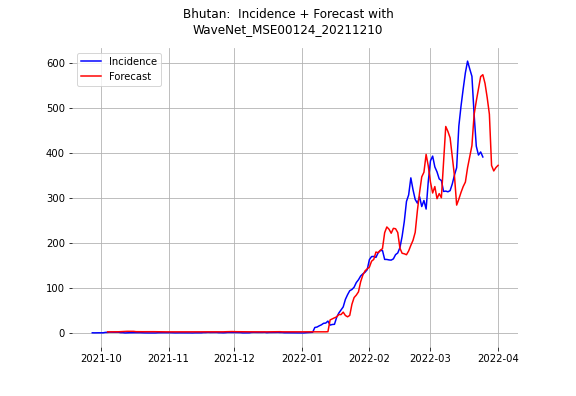 Bhutan:  Incidence + Forecast with
WaveNet_MSE00124_20211210
Incidence
Forecast
600
500
400
300
200
100
0
2021-10 2021-11 2021-12 2022-01 2022-02 2022-03 2022-04